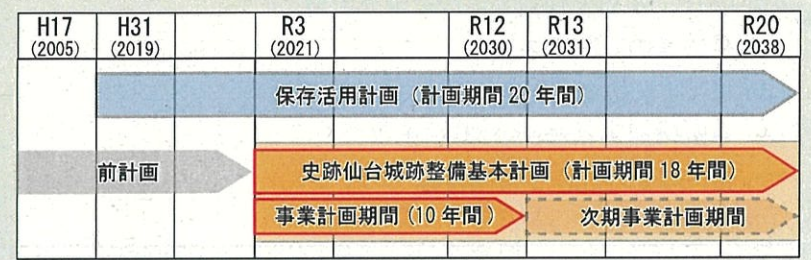 H17 H31 R3 R12 R13 R20
(2005) (2019) (2021) (2030) (2031) (2038)
保存活用計画（計画期間 20 年間）
前計画 史跡仙台城跡整備基本計画（計画期間 18 年間）
事業計画期間（10 年間） 次期事業計画期間